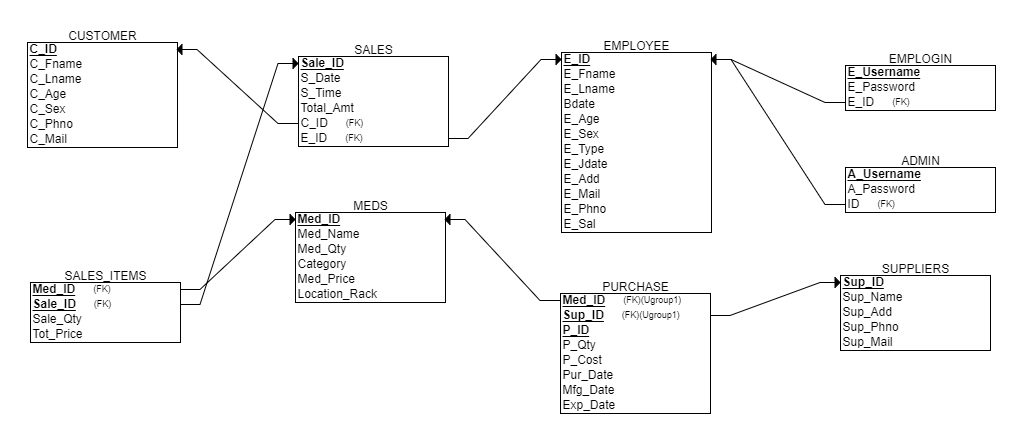 CUSTOMER
C_ID
C_Fname
C_Lname
C_Age
C_Sex
C_Phno
C_Mail
SALES
Sale_ID
S_Date
S_Time
Total_Amt
C_ID (FK)
E_ID (FK)
EMPLOYEE
E_ID
E_Fname
E_Lname
Bdate
E_Age
E_Sex
E_Type
E_Jdate
E_Add
E_Mail
E_Phno
E_Sal
EMPLOGIN
E_Username
E_Password
E_ID (FK)
ADMIN
A_Username
A_Password
ID (FK)
MEDS
Med_ID
Med_Name
Med_Qty
Category
Med_Price
Location_Rack
SALES_ITEMS
Med_ID (FK)
Sale_ID (FK)
Sale_Qty
Tot_Price
PURCHASE
Med_ID (FK)(Ugroup1)
Sup_ID (FK)(Ugroup1)
P_ID
P_Qty
P_Cost
Pur_Date
Mfg_Date
Exp_Date
SUPPLIERS
Sup_ID
Sup_Name
Sup_Add
Sup_Phno
Sup_Mail